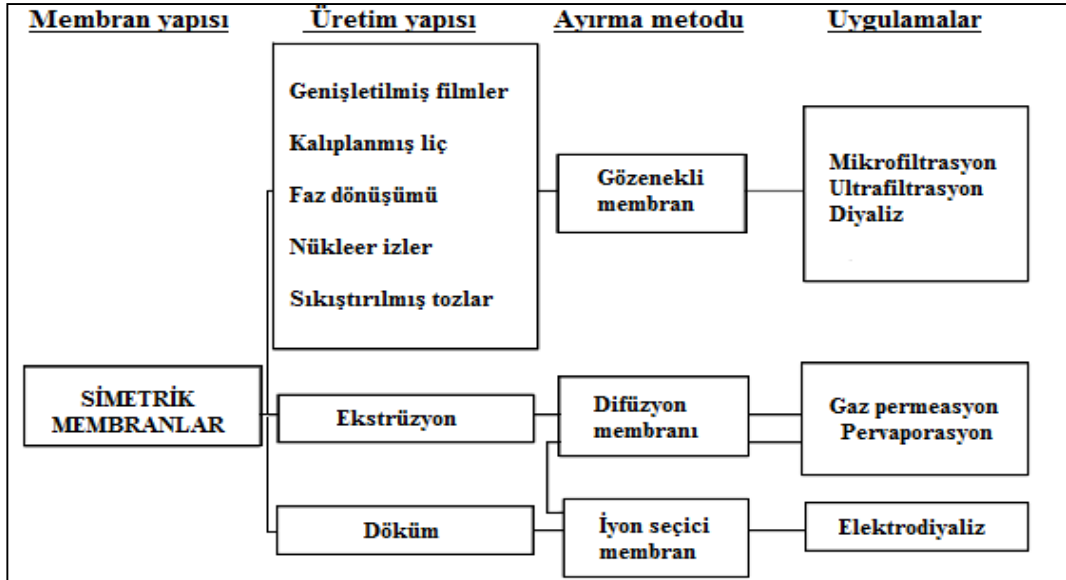 Membran yapısı
Üretim yapısı
Ayırma metodu
Uygulamalar
Genişletilmiş filmler
Kalıplanmış liç
Faz dönüşümü
Nükleer izler
Sıkıştırılmış tozlar
Gözenekli
membran
Mikrofiltrasyon
Ultrafiltrasyon
Diyaliz
SİMETRİK
MEMBRANLAR
Ekstrüzyon
Difüzyon
membranı
Gaz permeasyon
Pervaporasyon
Döküm
İyon seçici
membran
Elektrodiyaliz